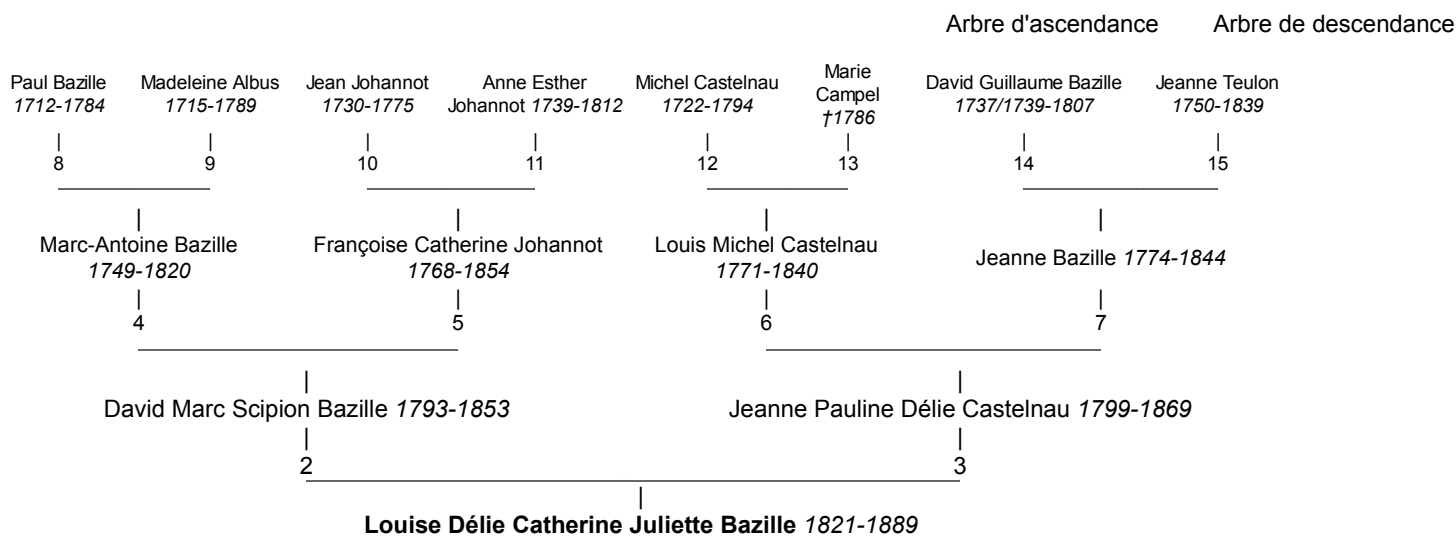 Arbre d'ascendance Arbre de descendance
Paul Bazille
1712-1784
Madeleine Albus
1715-1789
Jean Johannot
1730-1775
Anne Esther
Johannot 1739-1812
Michel Castelnau
1722-1794
Marie
Campel
†1786
David Guillaume Bazille
1737/1739-1807
Jeanne Teulon
1750-1839
8 9 10 11 12 13 14 15
Marc-Antoine Bazille
1749-1820
Françoise Catherine Johannot
1768-1854
Louis Michel Castelnau
1771-1840
Jeanne Bazille 1774-1844
4 5 6 7
David Marc Scipion Bazille 1793-1853
Jeanne Pauline Délie Castelnau 1799-1869
2 3
Louise Délie Catherine Juliette Bazille 1821-1889